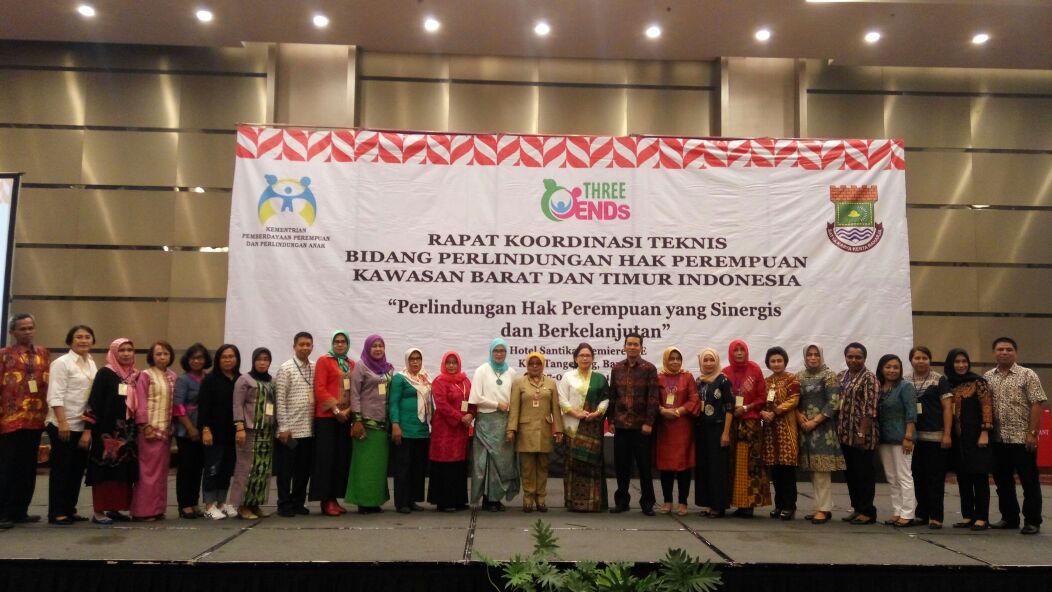 KEMENTRIAN
PEMBERDAYAAN PEREMPUAN
DAN PERLINDUNGAN ANAK
THREE
ENDs
RAPAT KOORDINASI TEKNIS
BIDANG PERLINDUNGAN HAK PEREMPUAN
KAWASAN BARAT DAN TIMUR INDONESIA
“Perlindungan Hak Perempuan yang Sinergis
dan Berkelanjutan”
Hotel Santika